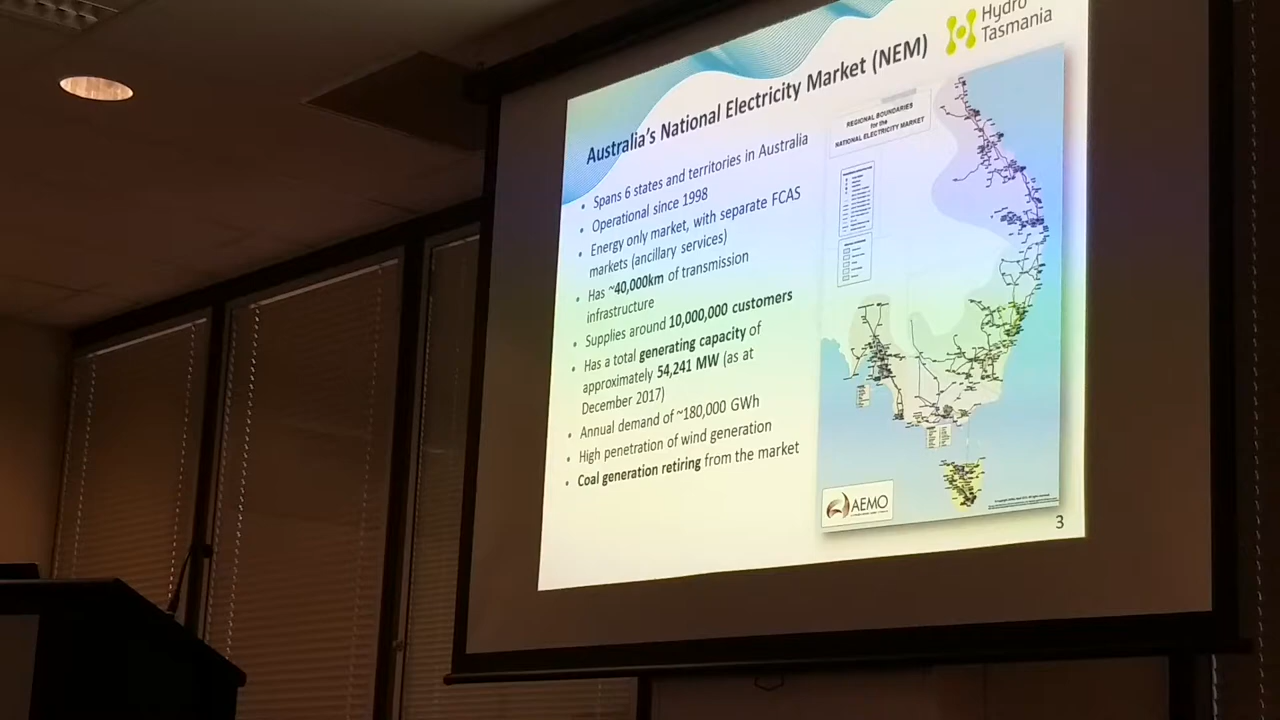 Hydro
Tasmania
Australia's National Electricity Market (NEM)
• Spans 6 states and territories in Australia
• Operational since 1998
• Energy only market, with separate FCAS
markets (ancillary services)
• Has ~40,000km of transmission
infrastructure
• Supplies around 10,000,000 customers
• Has a total generating capacity of
approximately 54,241 MW (as at
December 2017)
• Annual demand of ~180,000 GWh
• High penetration of wind generation
• Coal generation retiring from the market
REGIONAL BOUNDARIES
for the
NATIONAL ELECTRICITY MARKET
AEMO
3